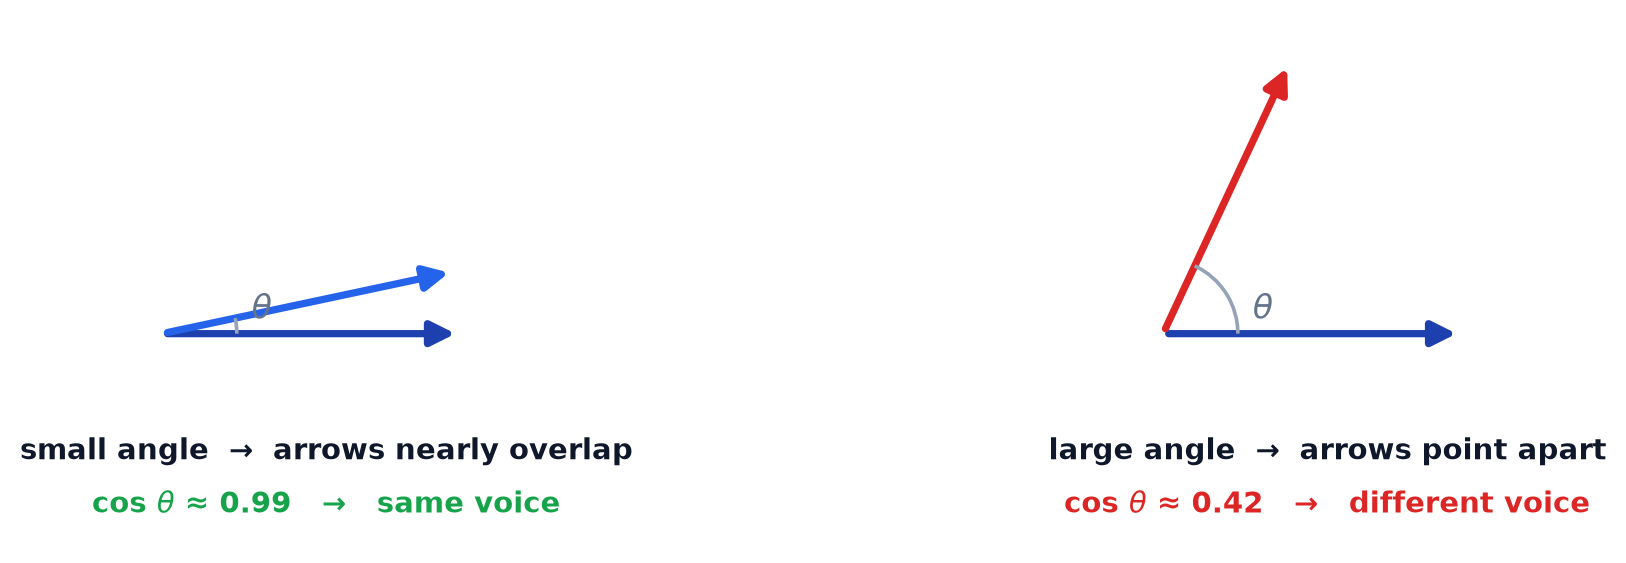 θ
θ
small angle → arrows nearly overlap
large angle → arrows point apart
cos θ ≈ 0.99 → same voice
cos θ ≈ 0.42 → different voice